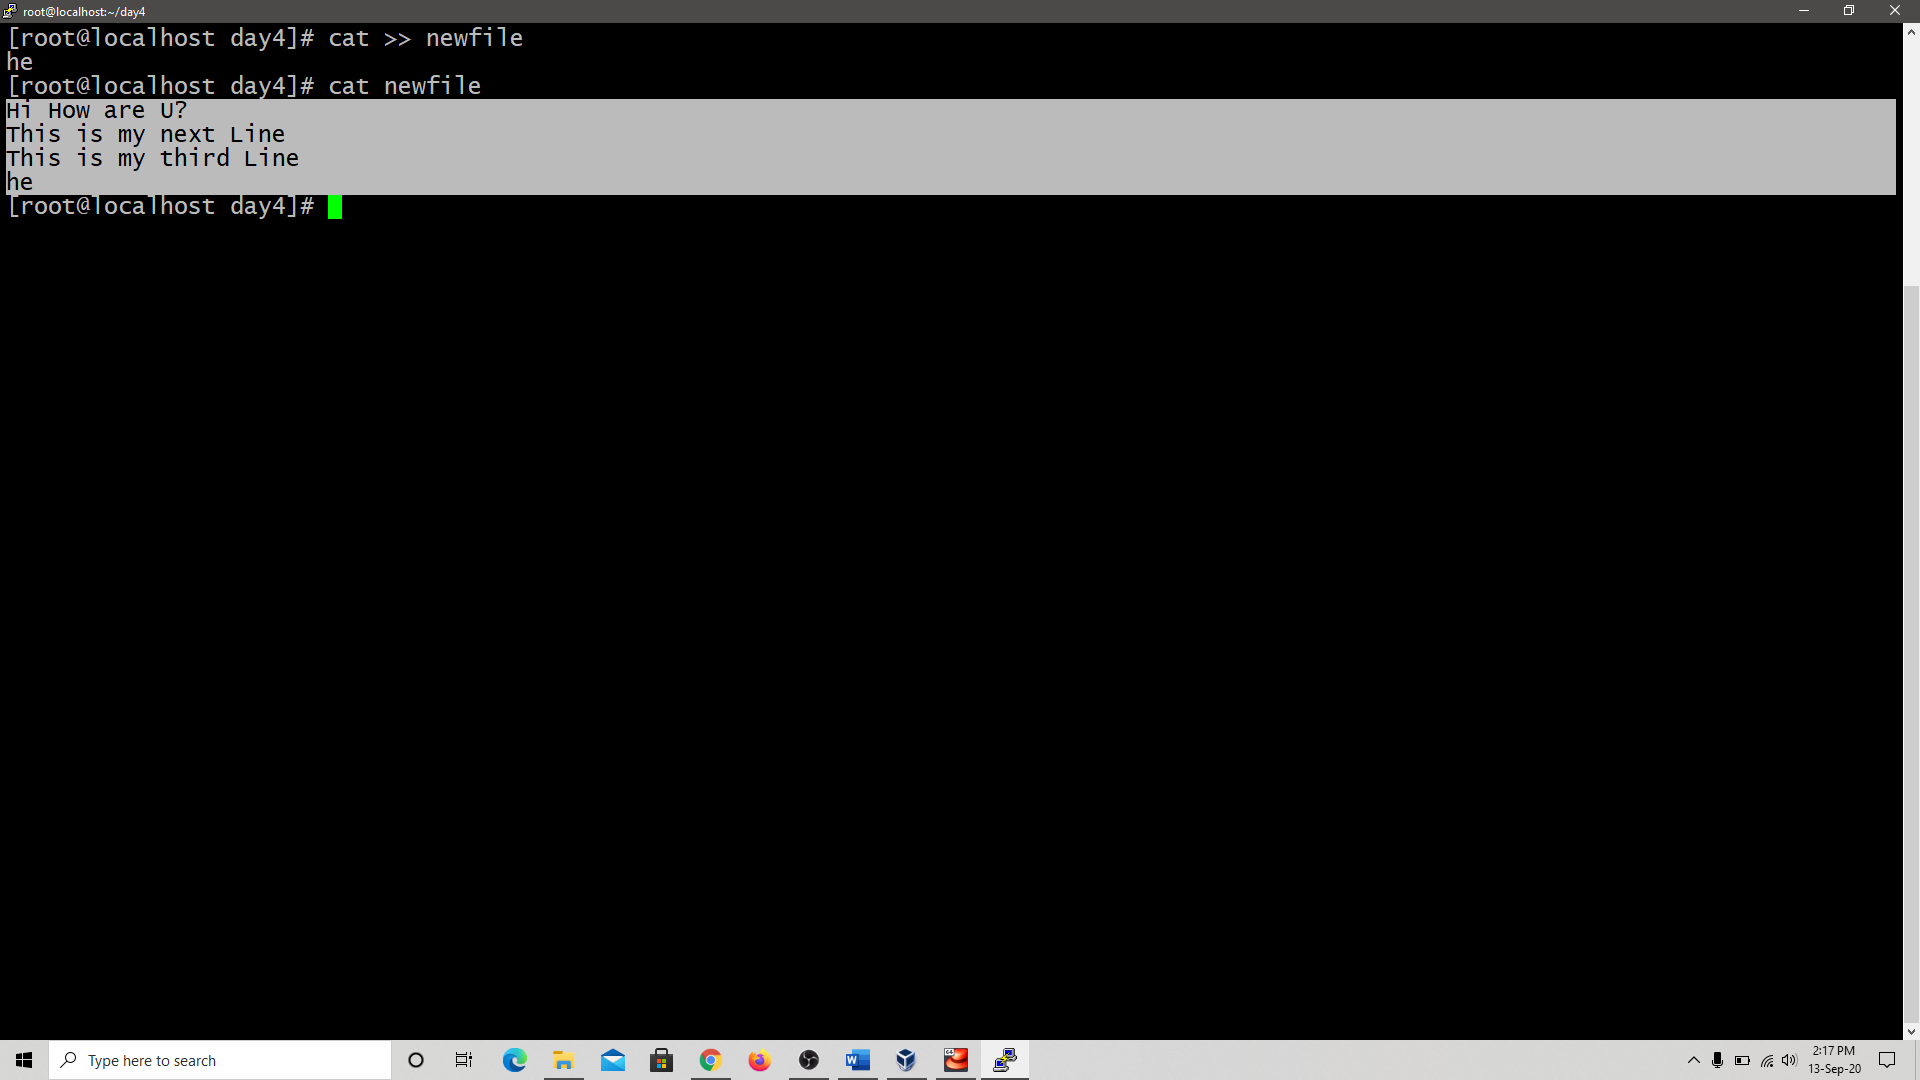 root@localhost:~/day4
[root@localhost day4]# cat >> newfile
he
[root@localhost day4]# cat newfile
Hi How are U?
This is my next Line
This is my third Line
he
[root@localhost day4]#
Type here to search
2:17 PM
13-Sep-20